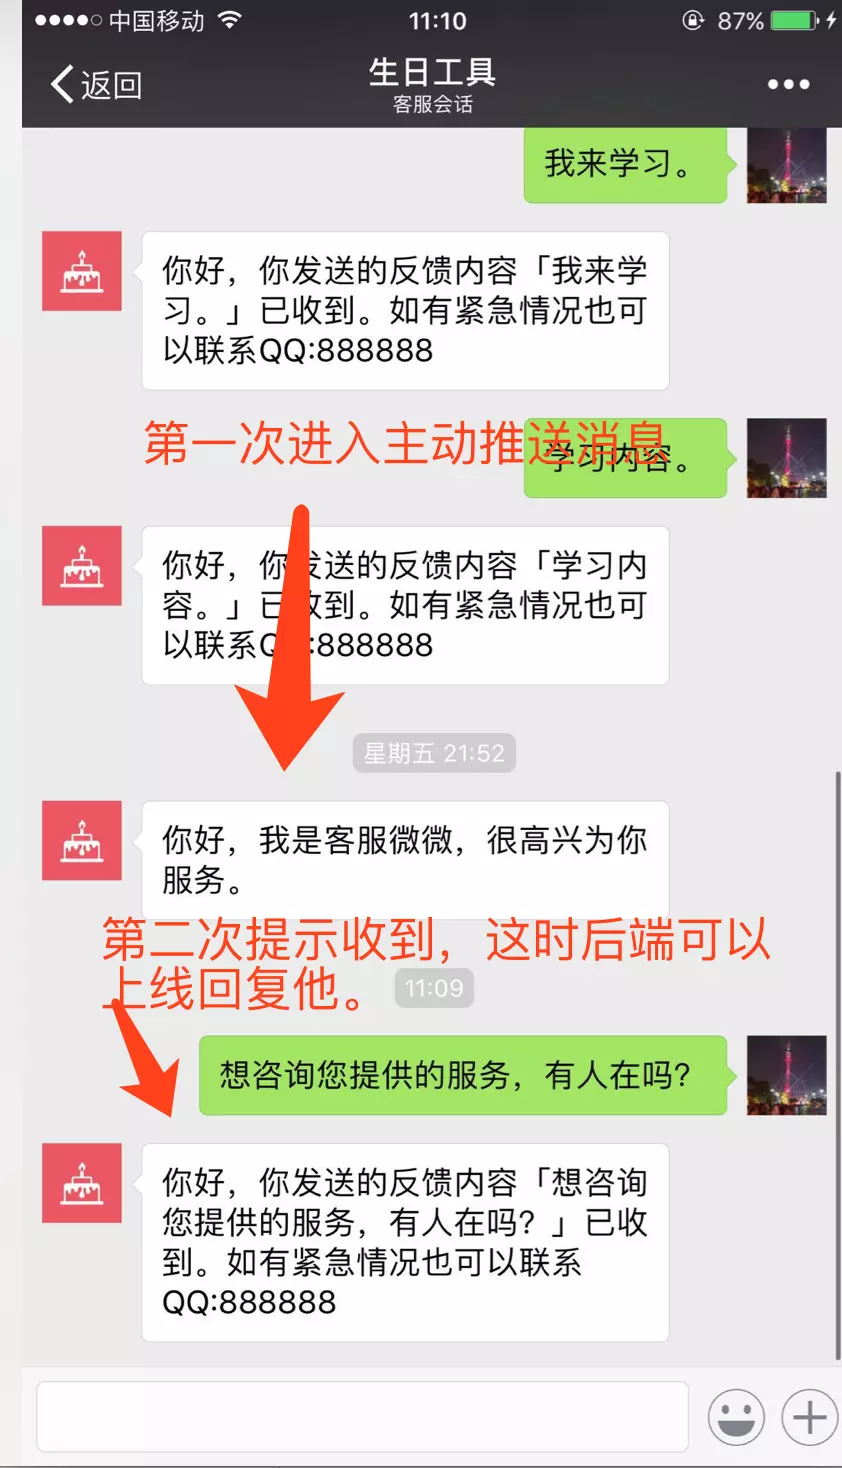 中国移动 11:10 87%
返回 生日工具
客服会话
我来学习。
你好，你发送的反馈内容「我来学
习。」已收到。如有紧急情况也可
以联系QQ:888888
第一次进入主动推送消息
学习内容。
你好，你发送的反馈内容「学习内
容。」已收到。如有紧急情况也可
以联系QQ:888888
星期五 21:52
你好，我是客服微微，很高兴为你
服务。
第二次提示收到，这时后端可以
上线回复他。
11:09
想咨询您提供的服务，有人在吗？
你好，你发送的反馈内容「想咨询
您提供的服务，有人在吗？」已收
到。如有紧急情况也可以联系
QQ:888888